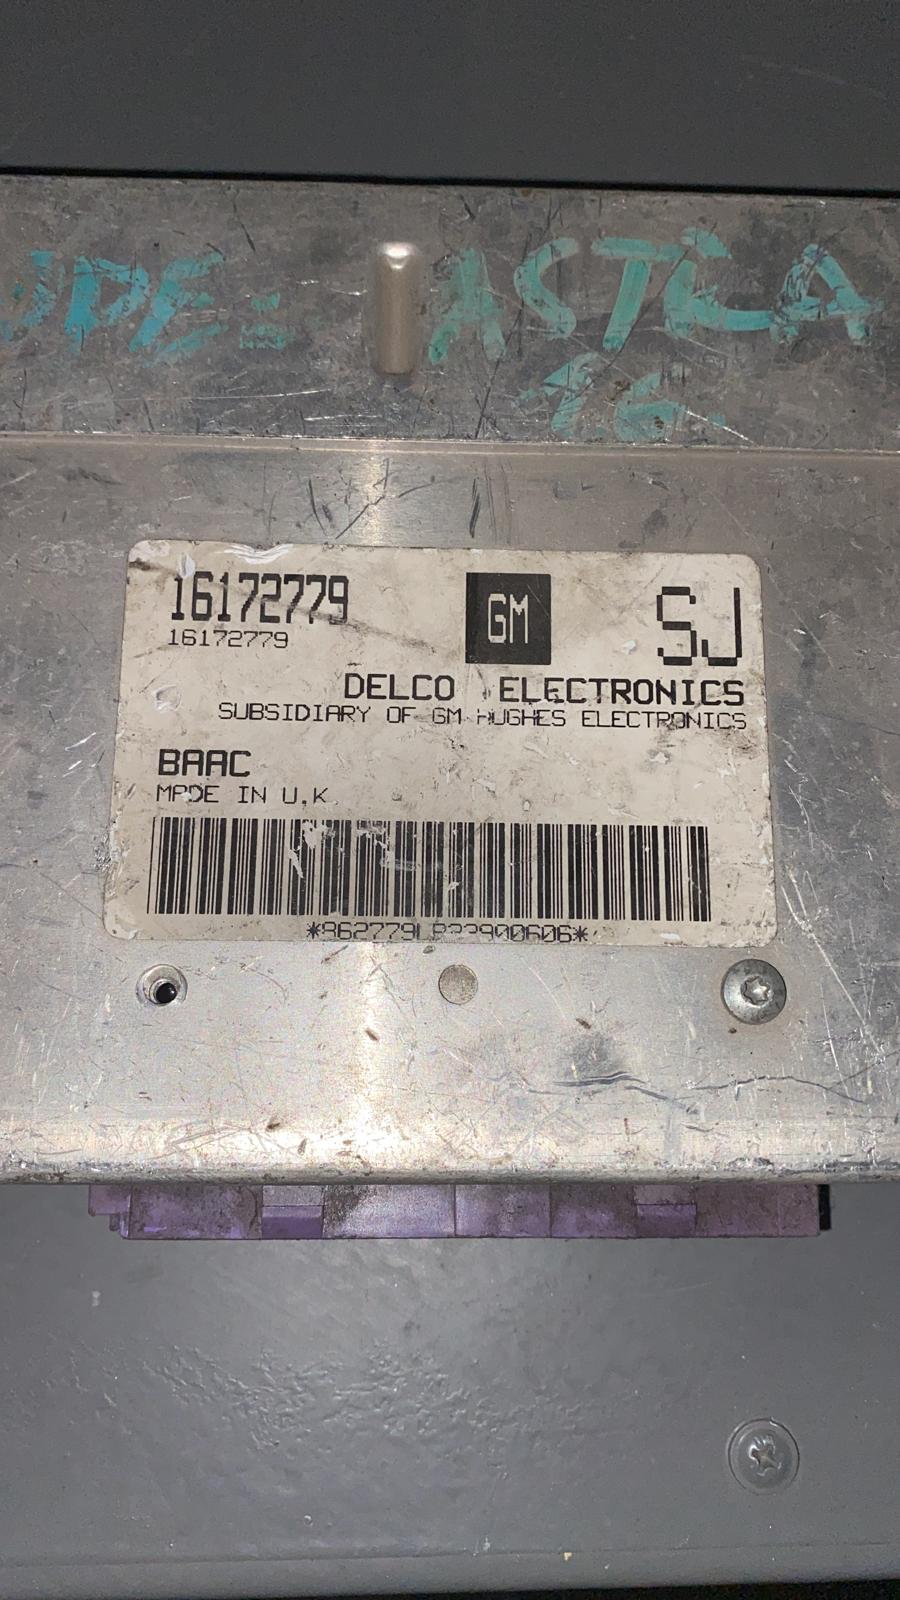 ASTRA
1.6
16172779
16172779
GM
SJ
DELCO ELECTRONICS
SUBSIDIARY OF GM HUGHES ELECTRONICS
BAAC
MADE IN U.K